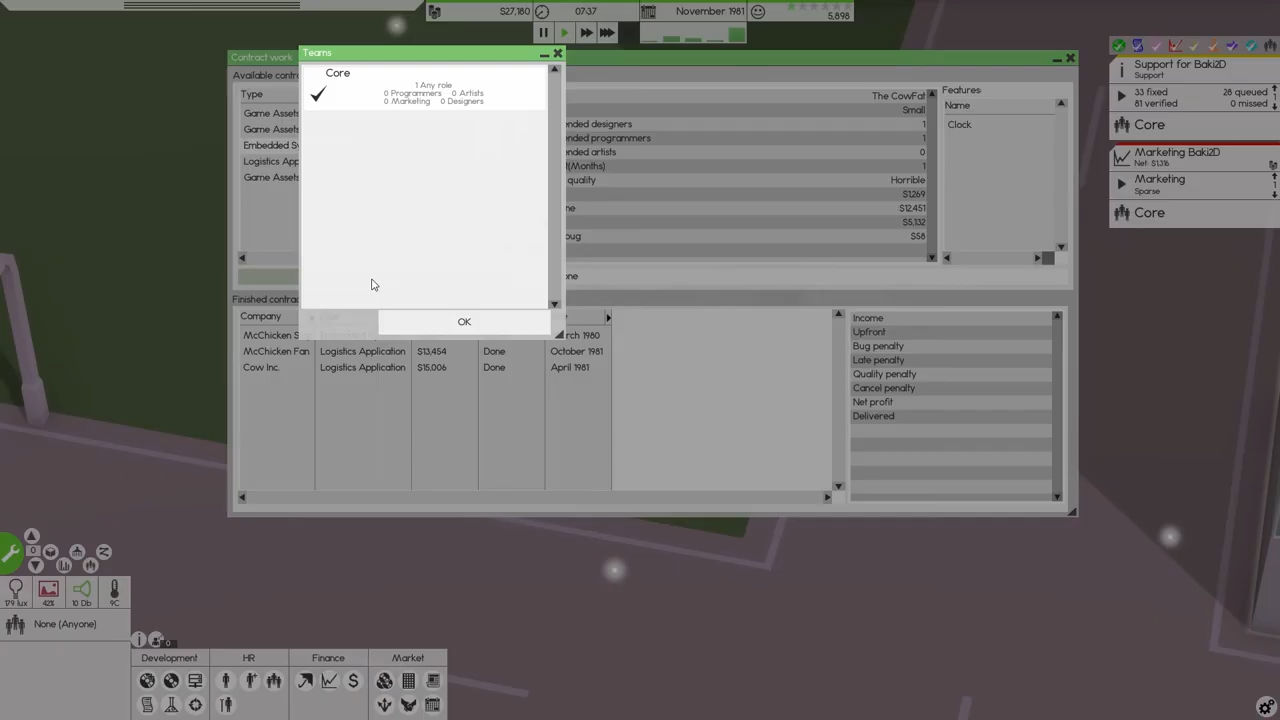 $27,180
07:37
November 1981
5,898
Contract work
Teams
Core
1 Any role
0 Programmers 0 Artists
0 Marketing 0 Designers
OK
Available contra
Type
Game Assets
Game Assets
Embedded Sy
Logistics App
Game Assets
The CowFat
Small
ended designers 1
ended programmers 1
ended artists 0
(Months) 1
quality Horrible
$1,269
ne $12,451
$5,132
bug $58
one
Features:
Name
Clock
Finished contrac
Company
McChicken S
McChicken Fan Logistics Application $13,454 Done October 1981
Cow Inc. Logistics Application $15,006 Done April 1981
rch 1980
Income
Upfront
Bug penalty
Late penalty
Quality penalty
Cancel penalty
Net profit
Delivered
Support for Baki2D
Support
33 fixed 28 queued
81 verified 0 missed
1
Core
Marketing Baki2D
Net: $1,316
Marketing
Sparse
1
Core
0
179 lux
42%
10 Db
9C
None (Anyone)
Development
HR
Finance
Market